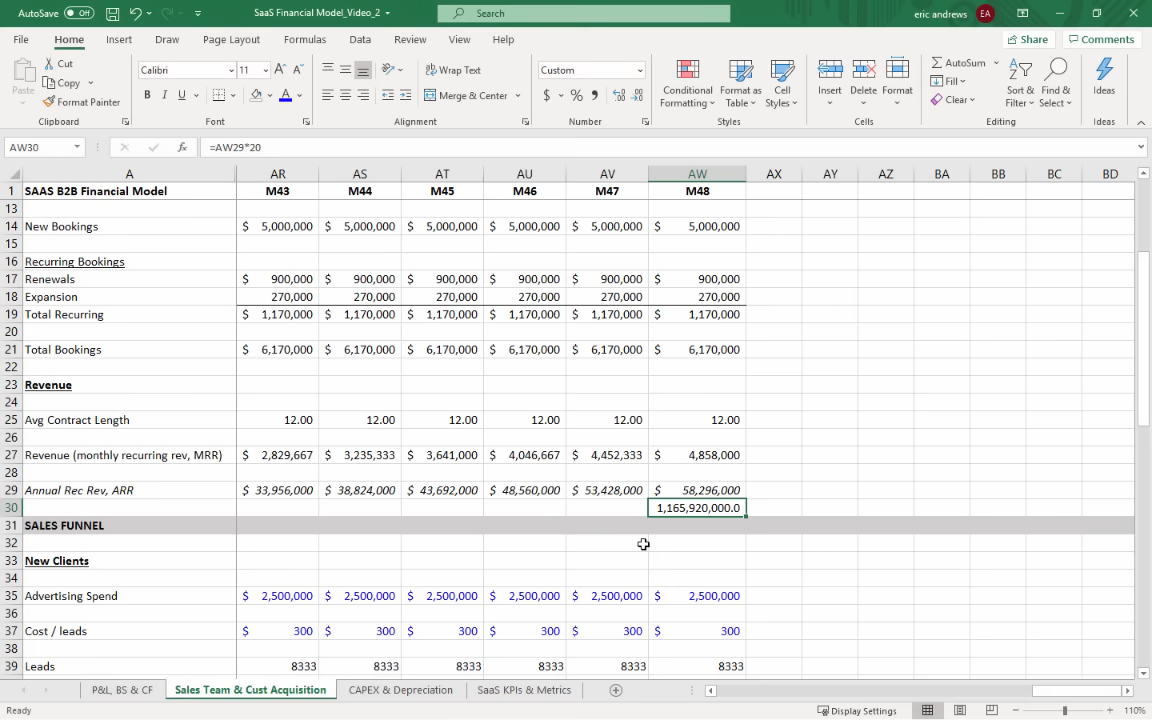 AutoSave Off SaaS Financial Model_Video_2 Search eric andrews EA
File Home Insert Draw Page Layout Formulas Data Review View Help Share Comments
Paste Cut Copy Format Painter Clipboard
Calibri 11 A A B I U A Font
Wrap Text Merge & Center Alignment
Custom $ % Number
Conditional Formatting Format as Table Cell Styles Styles
Insert Delete Format Cells
AutoSum Fill Clear Sort & Filter Find & Select Editing
Ideas Ideas
AW30 fx =AW29*20
A AR AS AT AU AV AW AX AY AZ BA BB BC BD
1 SAAS B2B Financial Model M43 M44 M45 M46 M47 M48
13
14 New Bookings $ 5,000,000 $ 5,000,000 $ 5,000,000 $ 5,000,000 $ 5,000,000 $ 5,000,000
15
16 Recurring Bookings
17 Renewals $ 900,000 900,000 900,000 900,000 900,000 $ 900,000
18 Expansion 270,000 270,000 270,000 270,000 270,000 270,000
19 Total Recurring $ 1,170,000 $ 1,170,000 $ 1,170,000 $ 1,170,000 $ 1,170,000 $ 1,170,000
20
21 Total Bookings $ 6,170,000 $ 6,170,000 $ 6,170,000 $ 6,170,000 $ 6,170,000 $ 6,170,000
22
23 Revenue
24
25 Avg Contract Length 12.00 12.00 12.00 12.00 12.00 12.00
26
27 Revenue (monthly recurring rev, MRR) $ 2,829,667 $ 3,235,333 $ 3,641,000 $ 4,046,667 $ 4,452,333 $ 4,858,000
28
29 Annual Rec Rev, ARR $ 33,956,000 $ 38,824,000 $ 43,692,000 $ 48,560,000 $ 53,428,000 $ 58,296,000
30 1,165,920,000.0
31 SALES FUNNEL
32
33 New Clients
34
35 Advertising Spend $ 2,500,000 $ 2,500,000 $ 2,500,000 $ 2,500,000 $ 2,500,000 $ 2,500,000
36
37 Cost / leads $ 300 $ 300 $ 300 $ 300 $ 300 $ 300
38
39 Leads 8333 8333 8333 8333 8333 8333
P&L, BS & CF Sales Team & Cust Acquisition CAPEX & Depreciation SaaS KPIs & Metrics
Ready Display Settings 110%